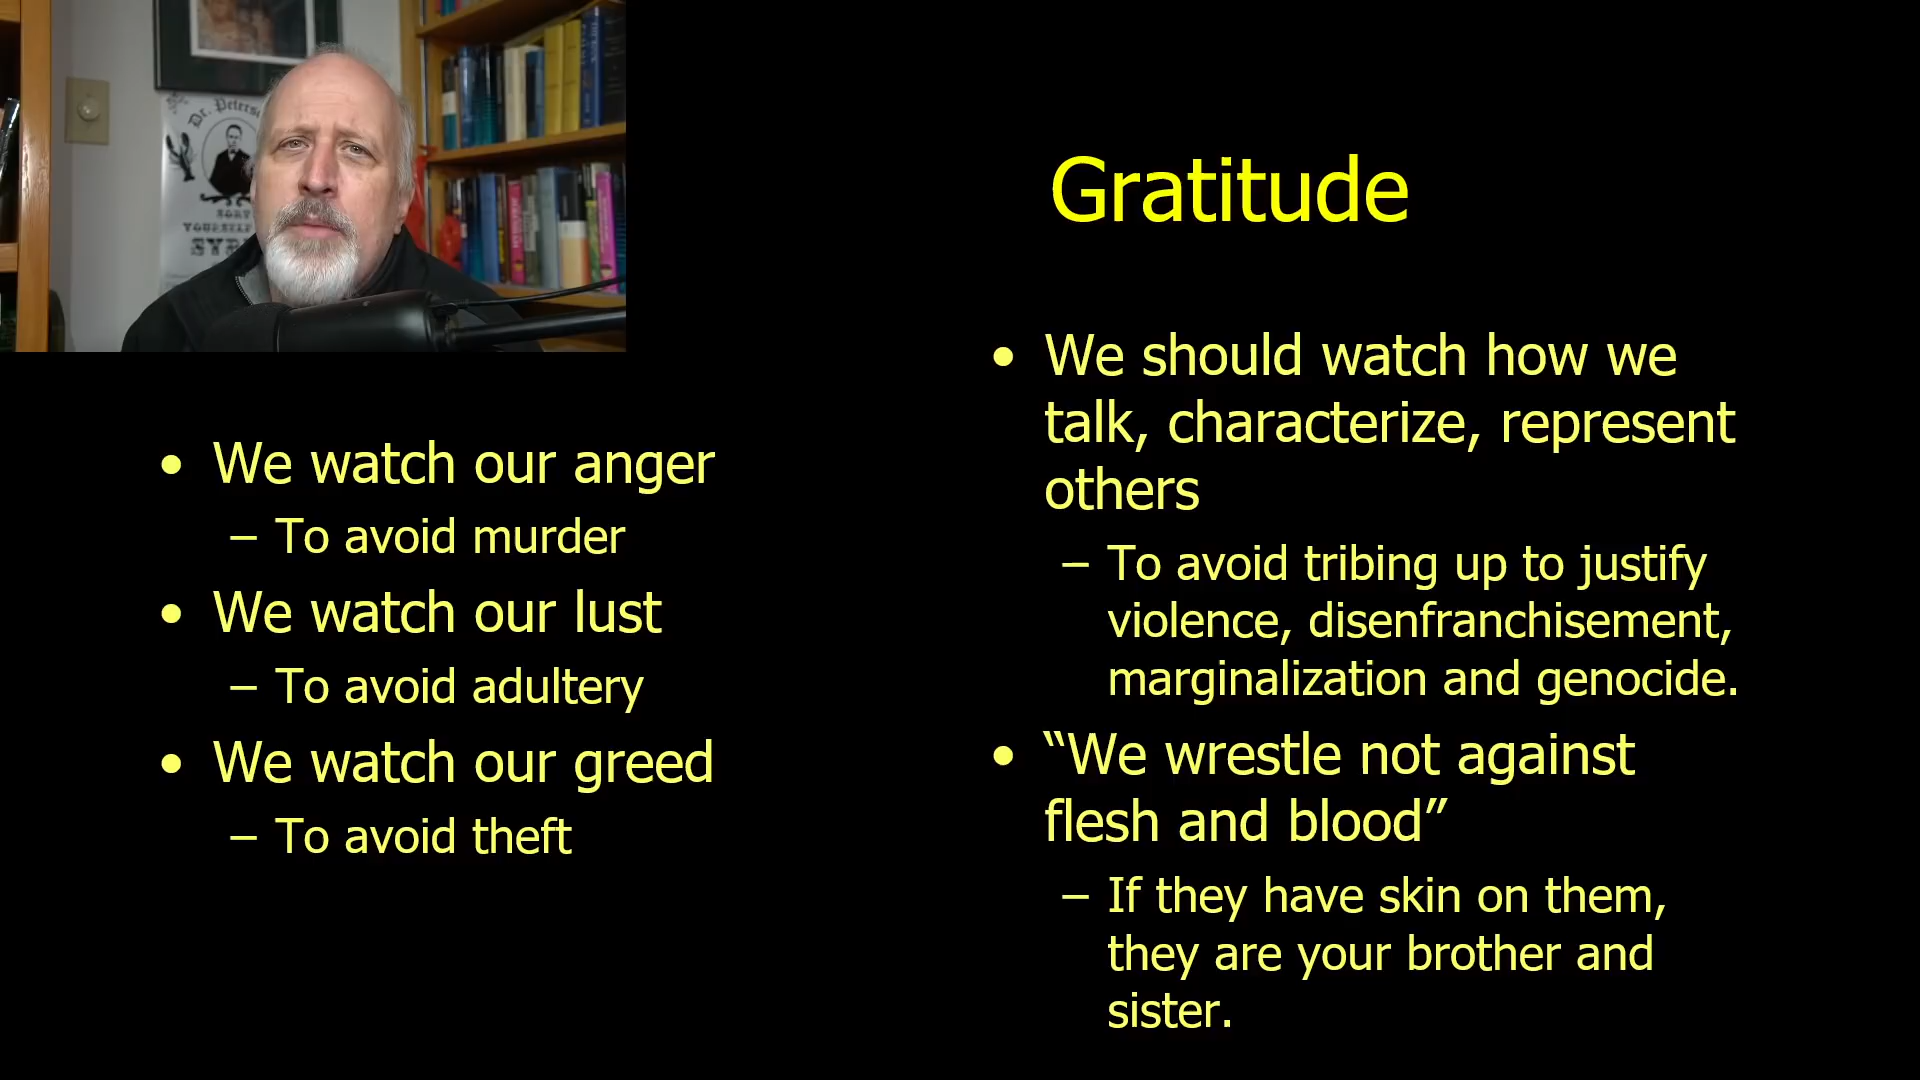 Dr. Peters
YOURSELF
Gratitude
• We watch our anger
– To avoid murder
• We watch our lust
– To avoid adultery
• We watch our greed
– To avoid theft
• We should watch how we
talk, characterize, represent
others
– To avoid tribing up to justify
violence, disenfranchisement,
marginalization and genocide.
• “We wrestle not against
flesh and blood”
– If they have skin on them,
they are your brother and
sister.